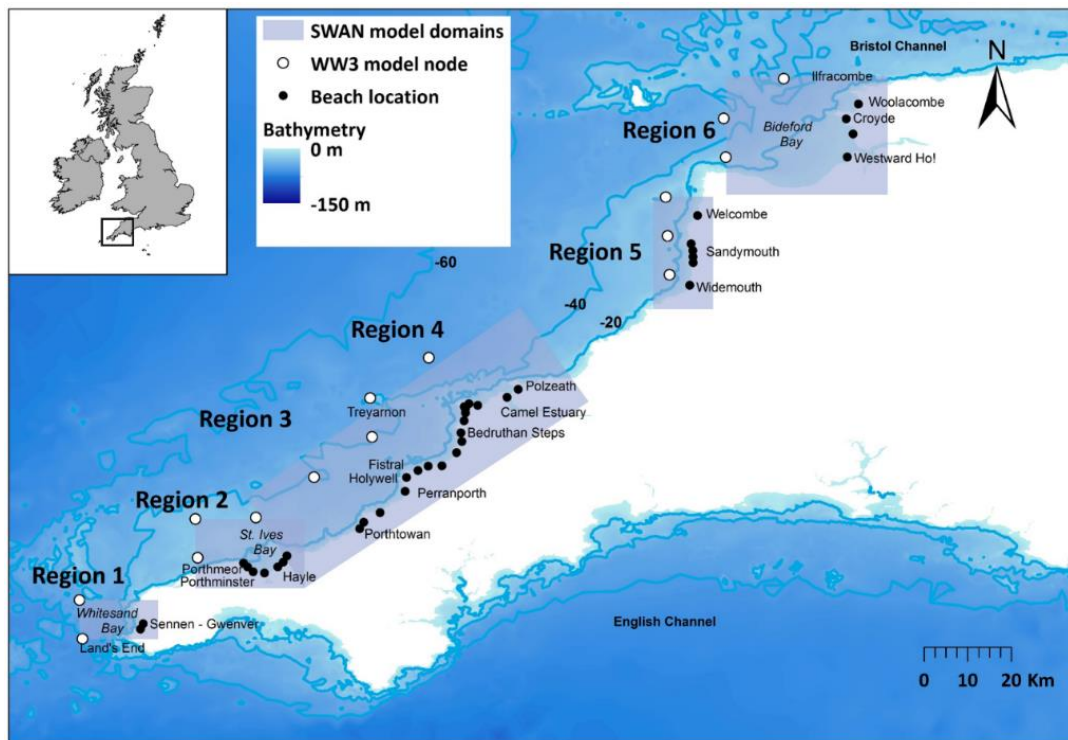 SWAN model domains
WW3 model node
Beach location
Bathymetry
0 m
-150 m
Bristol Channel
N
Ilfracombe
Woolacombe
Croyde
Region 6
Bideford
Bay
Westward Ho!
Welcombe
Region 5
Sandymouth
Widemouth
-60
-40
-20
Region 4
Polzeath
Treyarnon
Camel Estuary
Region 3
Bedruthan Steps
Fistral
Holywell
Perranporth
Region 2
Porthtowan
St. Ives
Bay
Porthmeor
Porthminster
Hayle
Region 1
Whitesand
Bay
Sennen - Gwenver
Land's End
English Channel
0 10 20 Km